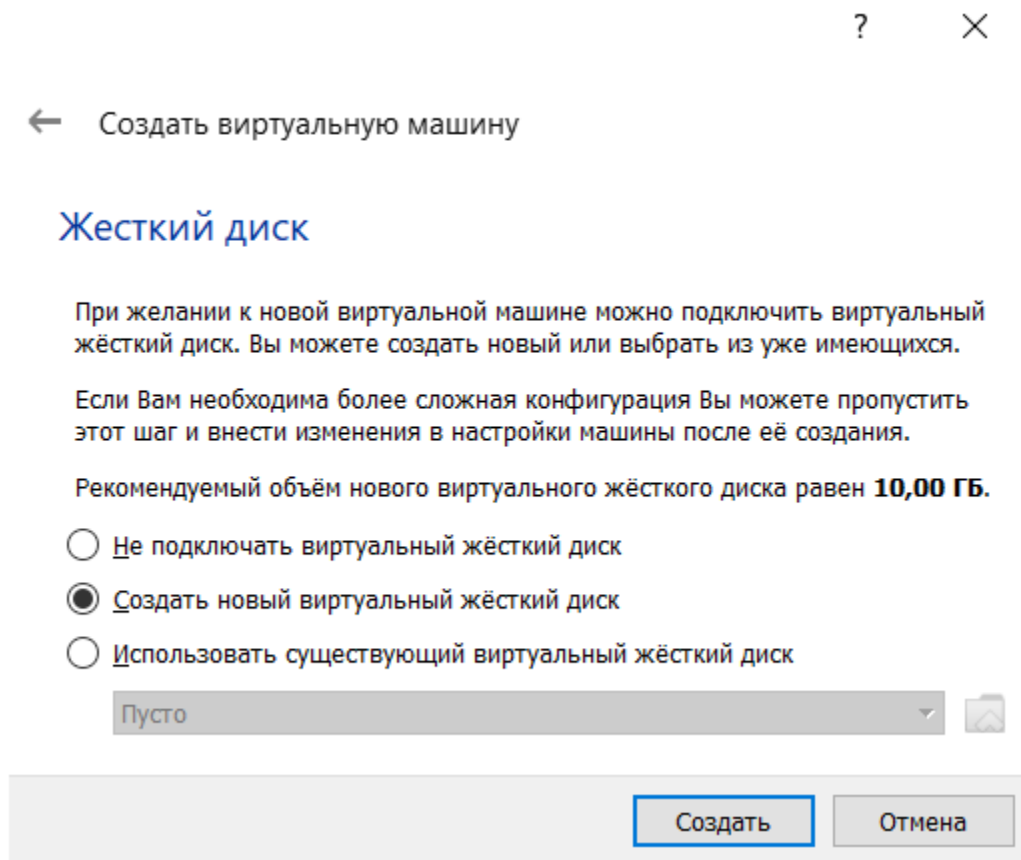 ?
Создать виртуальную машину
Жесткий диск
При желании к новой виртуальной машине можно подключить виртуальный
жёсткий диск. Вы можете создать новый или выбрать из уже имеющихся.
Если Вам необходима более сложная конфигурация Вы можете пропустить
этот шаг и внести изменения в настройки машины после её создания.
Рекомендуемый объём нового виртуального жёсткого диска равен 10,00 ГБ.
Не подключать виртуальный жёсткий диск
Создать новый виртуальный жёсткий диск
Использовать существующий виртуальный жёсткий диск
Пусто
Создать Отмена